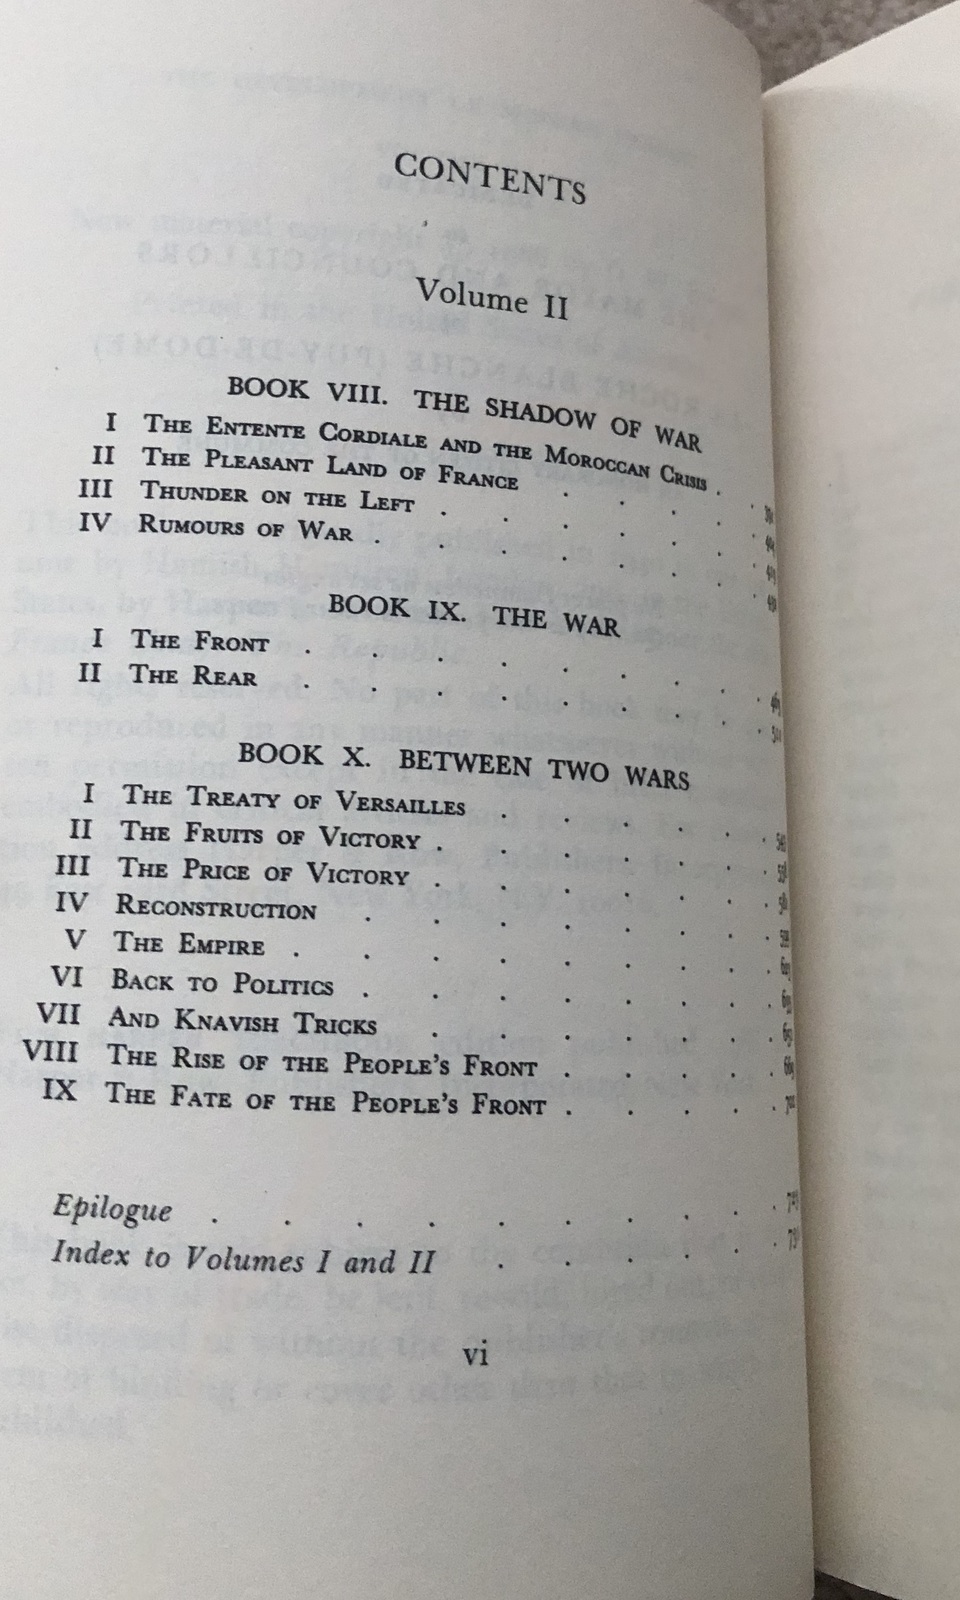 CONTENTS
Volume II
BOOK VIII. THE SHADOW OF WAR
I THE ENTENTE CORDIALE AND THE MOROCCAN CRISIS .
II THE PLEASANT LAND OF FRANCE . . . .
III THUNDER ON THE LEFT . . . . . .
IV RUMOURS OF WAR . . . . . . .
BOOK IX. THE WAR
I THE FRONT . . . . . . . .
II THE REAR . . . . . . . .
BOOK X. BETWEEN TWO WARS
I THE TREATY OF VERSAILLES . . . . .
II THE FRUITS OF VICTORY . . . . . .
III THE PRICE OF VICTORY . . . . . .
IV RECONSTRUCTION . . . . . . .
V THE EMPIRE . . . . . . . .
VI BACK TO POLITICS . . . . . . .
VII AND KNAVISH TRICKS . . . . . .
VIII THE RISE OF THE PEOPLE'S FRONT . . . .
IX THE FATE OF THE PEOPLE'S FRONT . . . .
Epilogue . . . . . . . . .
Index to Volumes I and II . . . . .
vi